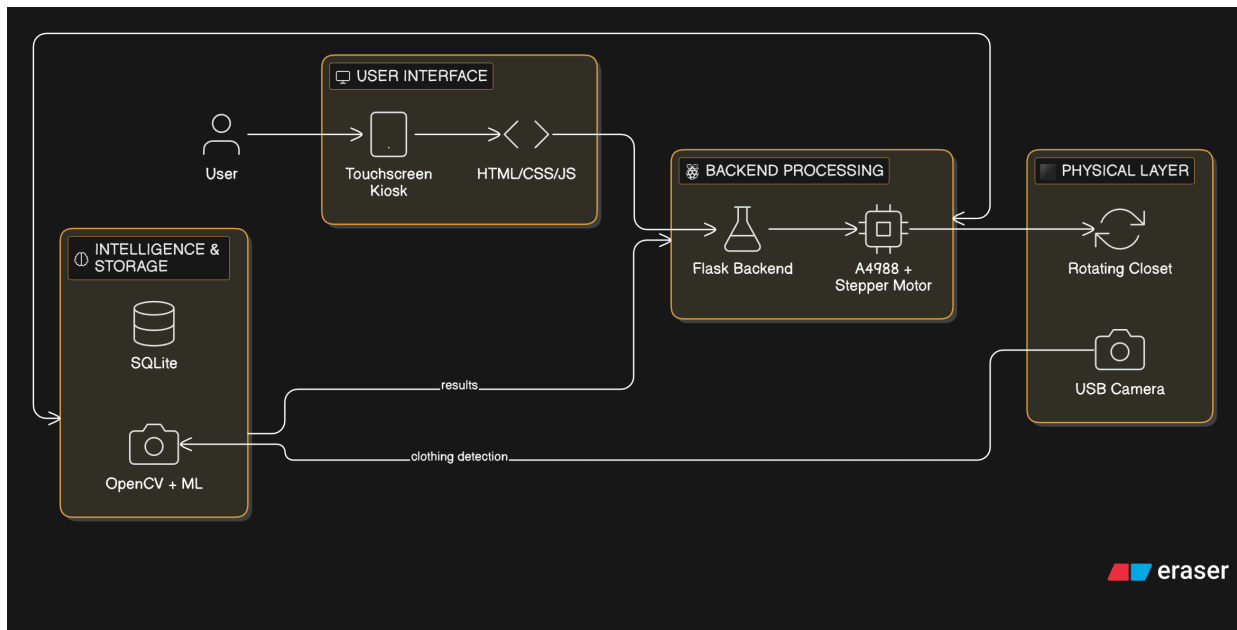 USER INTERFACE
User
Touchscreen
Kiosk
HTML/CSS/JS
BACKEND PROCESSING
Flask Backend
A4988 +
Stepper Motor
PHYSICAL LAYER
Rotating Closet
USB Camera
INTELLIGENCE &
STORAGE
SQLite
OpenCV + ML
results
clothing detection
eraser